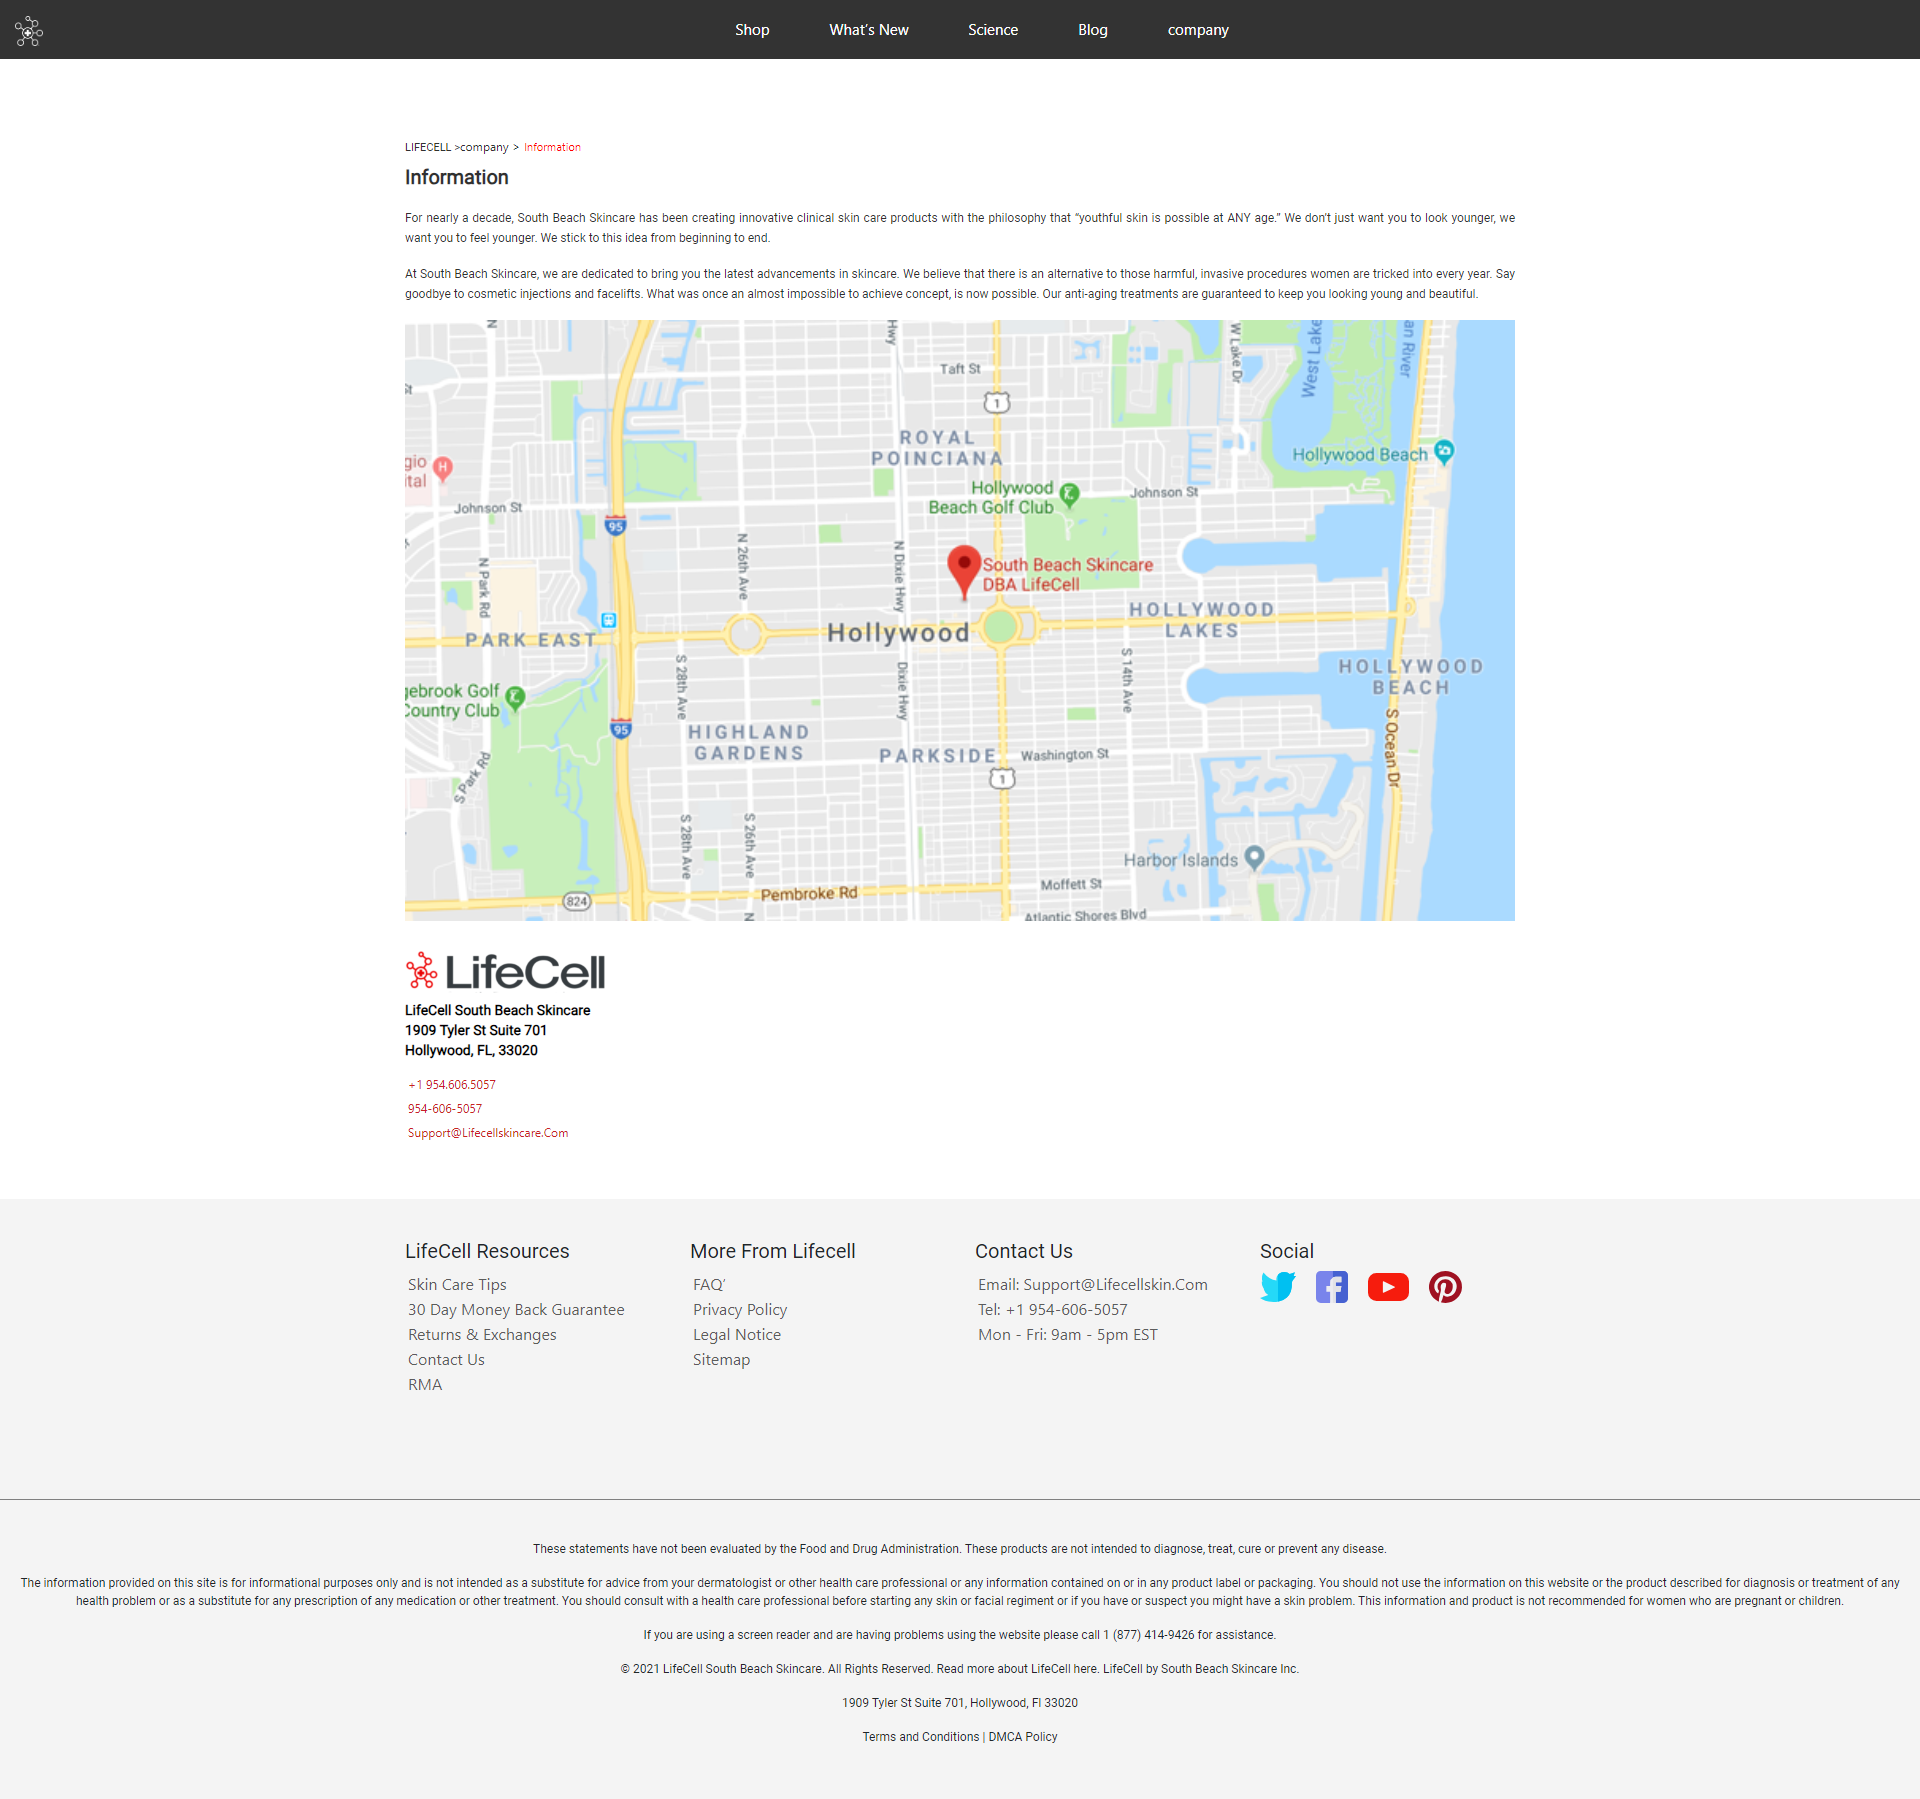 Shop
What’s New
Science
Blog
company
LIFECELL >company > Information
Information
For nearly a decade, South Beach Skincare has been creating innovative clinical skin care products with the philosophy that “youthful skin is possible at ANY age.” We don’t just want you to look younger, we
want you to feel younger. We stick to this idea from beginning to end.
At South Beach Skincare, we are dedicated to bring you the latest advancements in skincare. We believe that there is an alternative to those harmful, invasive procedures women are tricked into every year. Say
goodbye to cosmetic injections and facelifts. What was once an almost impossible to achieve concept, is now possible. Our anti-aging treatments are guaranteed to keep you looking young and beautiful.
N
Hwy
W Lake Dr
West Lake
an River
Taft St
St
1
ROYAL
POINCIANA
Hollywood Beach
gio
ital
H
Hollywood
Beach Golf Club
Johnson St
Johnson St
95
N Park Rd
N 26th Ave
N Dixie Hwy
South Beach Skincare
DBA LifeCell
HOLLYWOOD
LAKES
PARK EAST
Hollywood
S 28th Ave
Dixie Hwy
S 14th Ave
HOLLYWOOD
BEACH
gebrook Golf
Country Club
95
HIGHLAND
GARDENS
PARKSIDE
Washington St
S Ocean Dr
S Park Rd
1
S 28th Ave
S 26th Ave
Harbor Islands
Moffett St
Pembroke Rd
824
N
Atlantic Shores Blvd
LifeCell
LifeCell South Beach Skincare
1909 Tyler St Suite 701
Hollywood, FL, 33020
+1 954.606.5057
954-606-5057
Support@Lifecellskincare.Com
LifeCell Resources
Skin Care Tips
30 Day Money Back Guarantee
Returns & Exchanges
Contact Us
RMA
More From Lifecell
FAQ’
Privacy Policy
Legal Notice
Sitemap
Contact Us
Email: Support@Lifecellskin.Com
Tel: +1 954-606-5057
Mon - Fri: 9am - 5pm EST
Social
These statements have not been evaluated by the Food and Drug Administration. These products are not intended to diagnose, treat, cure or prevent any disease.
The information provided on this site is for informational purposes only and is not intended as a substitute for advice from your dermatologist or other health care professional or any information contained on or in any product label or packaging. You should not use the information on this website or the product described for diagnosis or treatment of any
health problem or as a substitute for any prescription of any medication or other treatment. You should consult with a health care professional before starting any skin or facial regiment or if you have or suspect you might have a skin problem. This information and product is not recommended for women who are pregnant or children.
If you are using a screen reader and are having problems using the website please call 1 (877) 414-9426 for assistance.
© 2021 LifeCell South Beach Skincare. All Rights Reserved. Read more about LifeCell here. LifeCell by South Beach Skincare Inc.
1909 Tyler St Suite 701, Hollywood, Fl 33020
Terms and Conditions | DMCA Policy